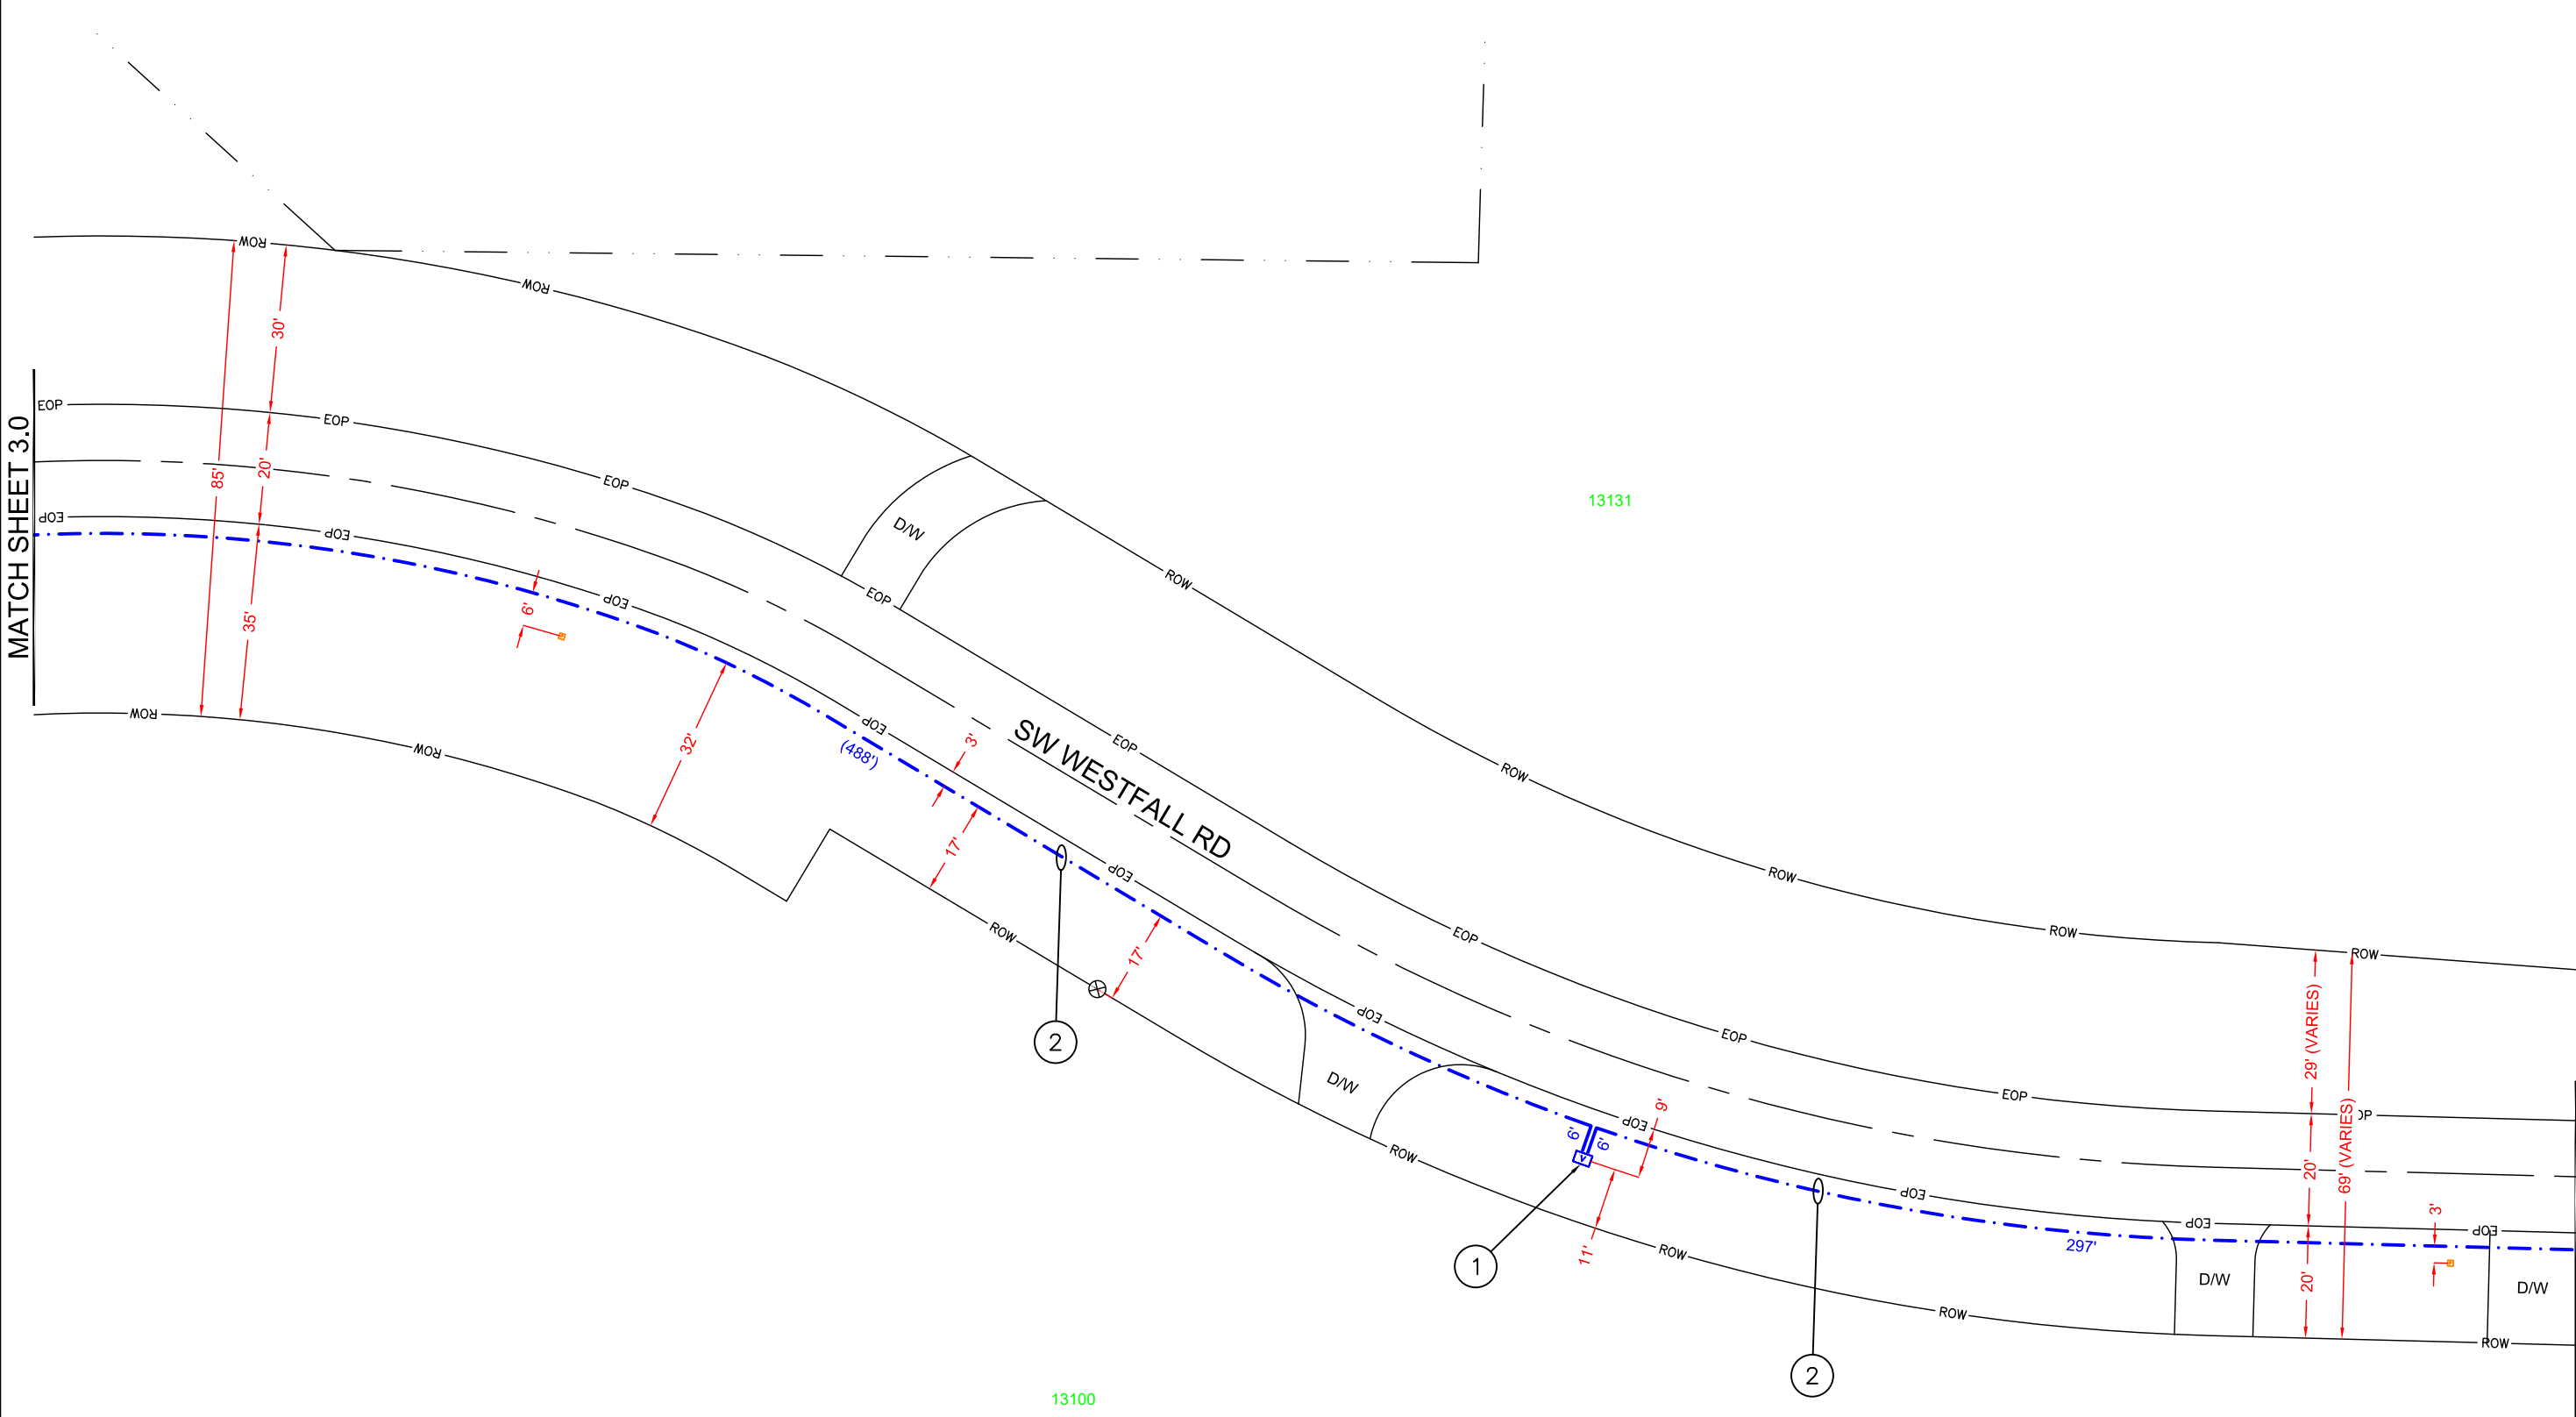 ROW
ROW
30'
EOP
EOP
MATCH SHEET 3.0
85'
20'
EOP
EOP
EOP
13131
D/W
EOP
ROW
EOP
6'
35'
ROW
ROW
32'
EOP
(488')
3'
SW WESTFALL RD
EOP
ROW
17'
EOP
ROW
ROW
EOP
ROW
ROW
17'
29' (VARIES)
EOP
2
EOP
D/W
EOP
OP
6'
6'
9'
EOP
ROW
69' (VARIES)
20'
EOP
EOP
3'
EOP
11'
ROW
297'
1
D/W
20'
D/W
ROW
ROW
2
13100